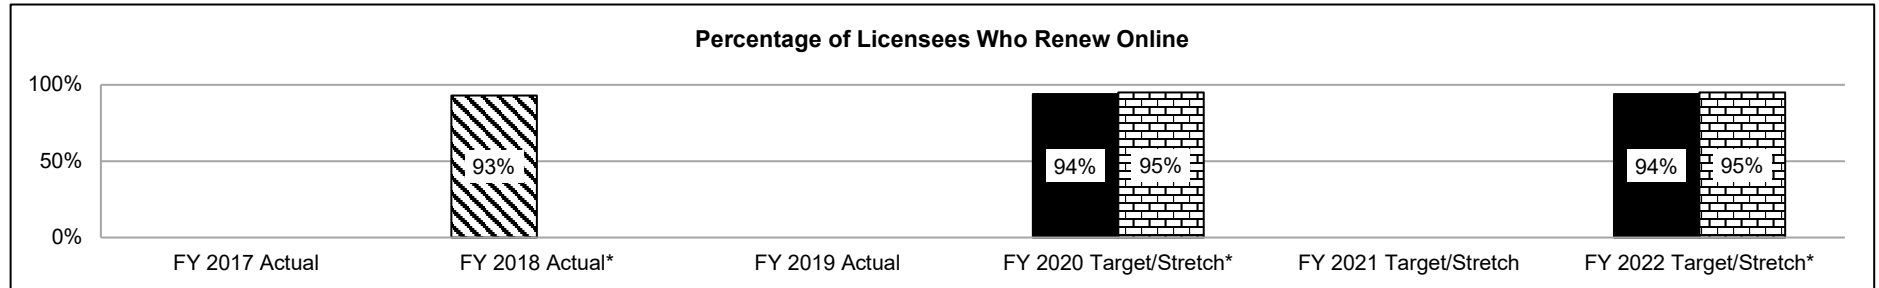 Percentage of Licensees Who Renew Online
100%
50%
0%
93%
94%
95%
94%
95%
FY 2017 Actual
FY 2018 Actual*
FY 2019 Actual
FY 2020 Target/Stretch*
FY 2021 Target/Stretch
FY 2022 Target/Stretch*